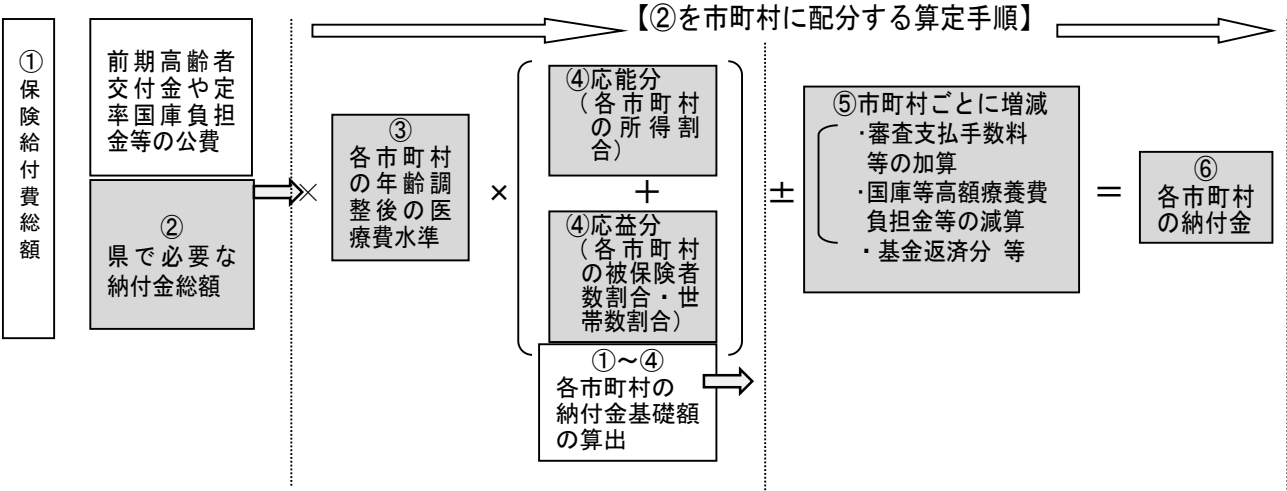 【②を市町村に配分する算定手順】
①保険給付費総額
前期高齢者
交付金や定
率国庫負担
金等の公費
②
県で必要な
納付金総額
×
③
各市町村
の年齢調
整後の医
療費水準
×
④応能分
(各市町村
の所得割
合)
＋
④応益分
(各市町村
の被保険者
数割合・世
帯数割合)
①～④
各市町村の
納付金基礎額
の算出
±
⑤市町村ごとに増減
・審査支払手数料
等の加算
・国庫等高額療養費
負担金等の減算
・基金返済分 等
＝
⑥
各市町村
の納付金